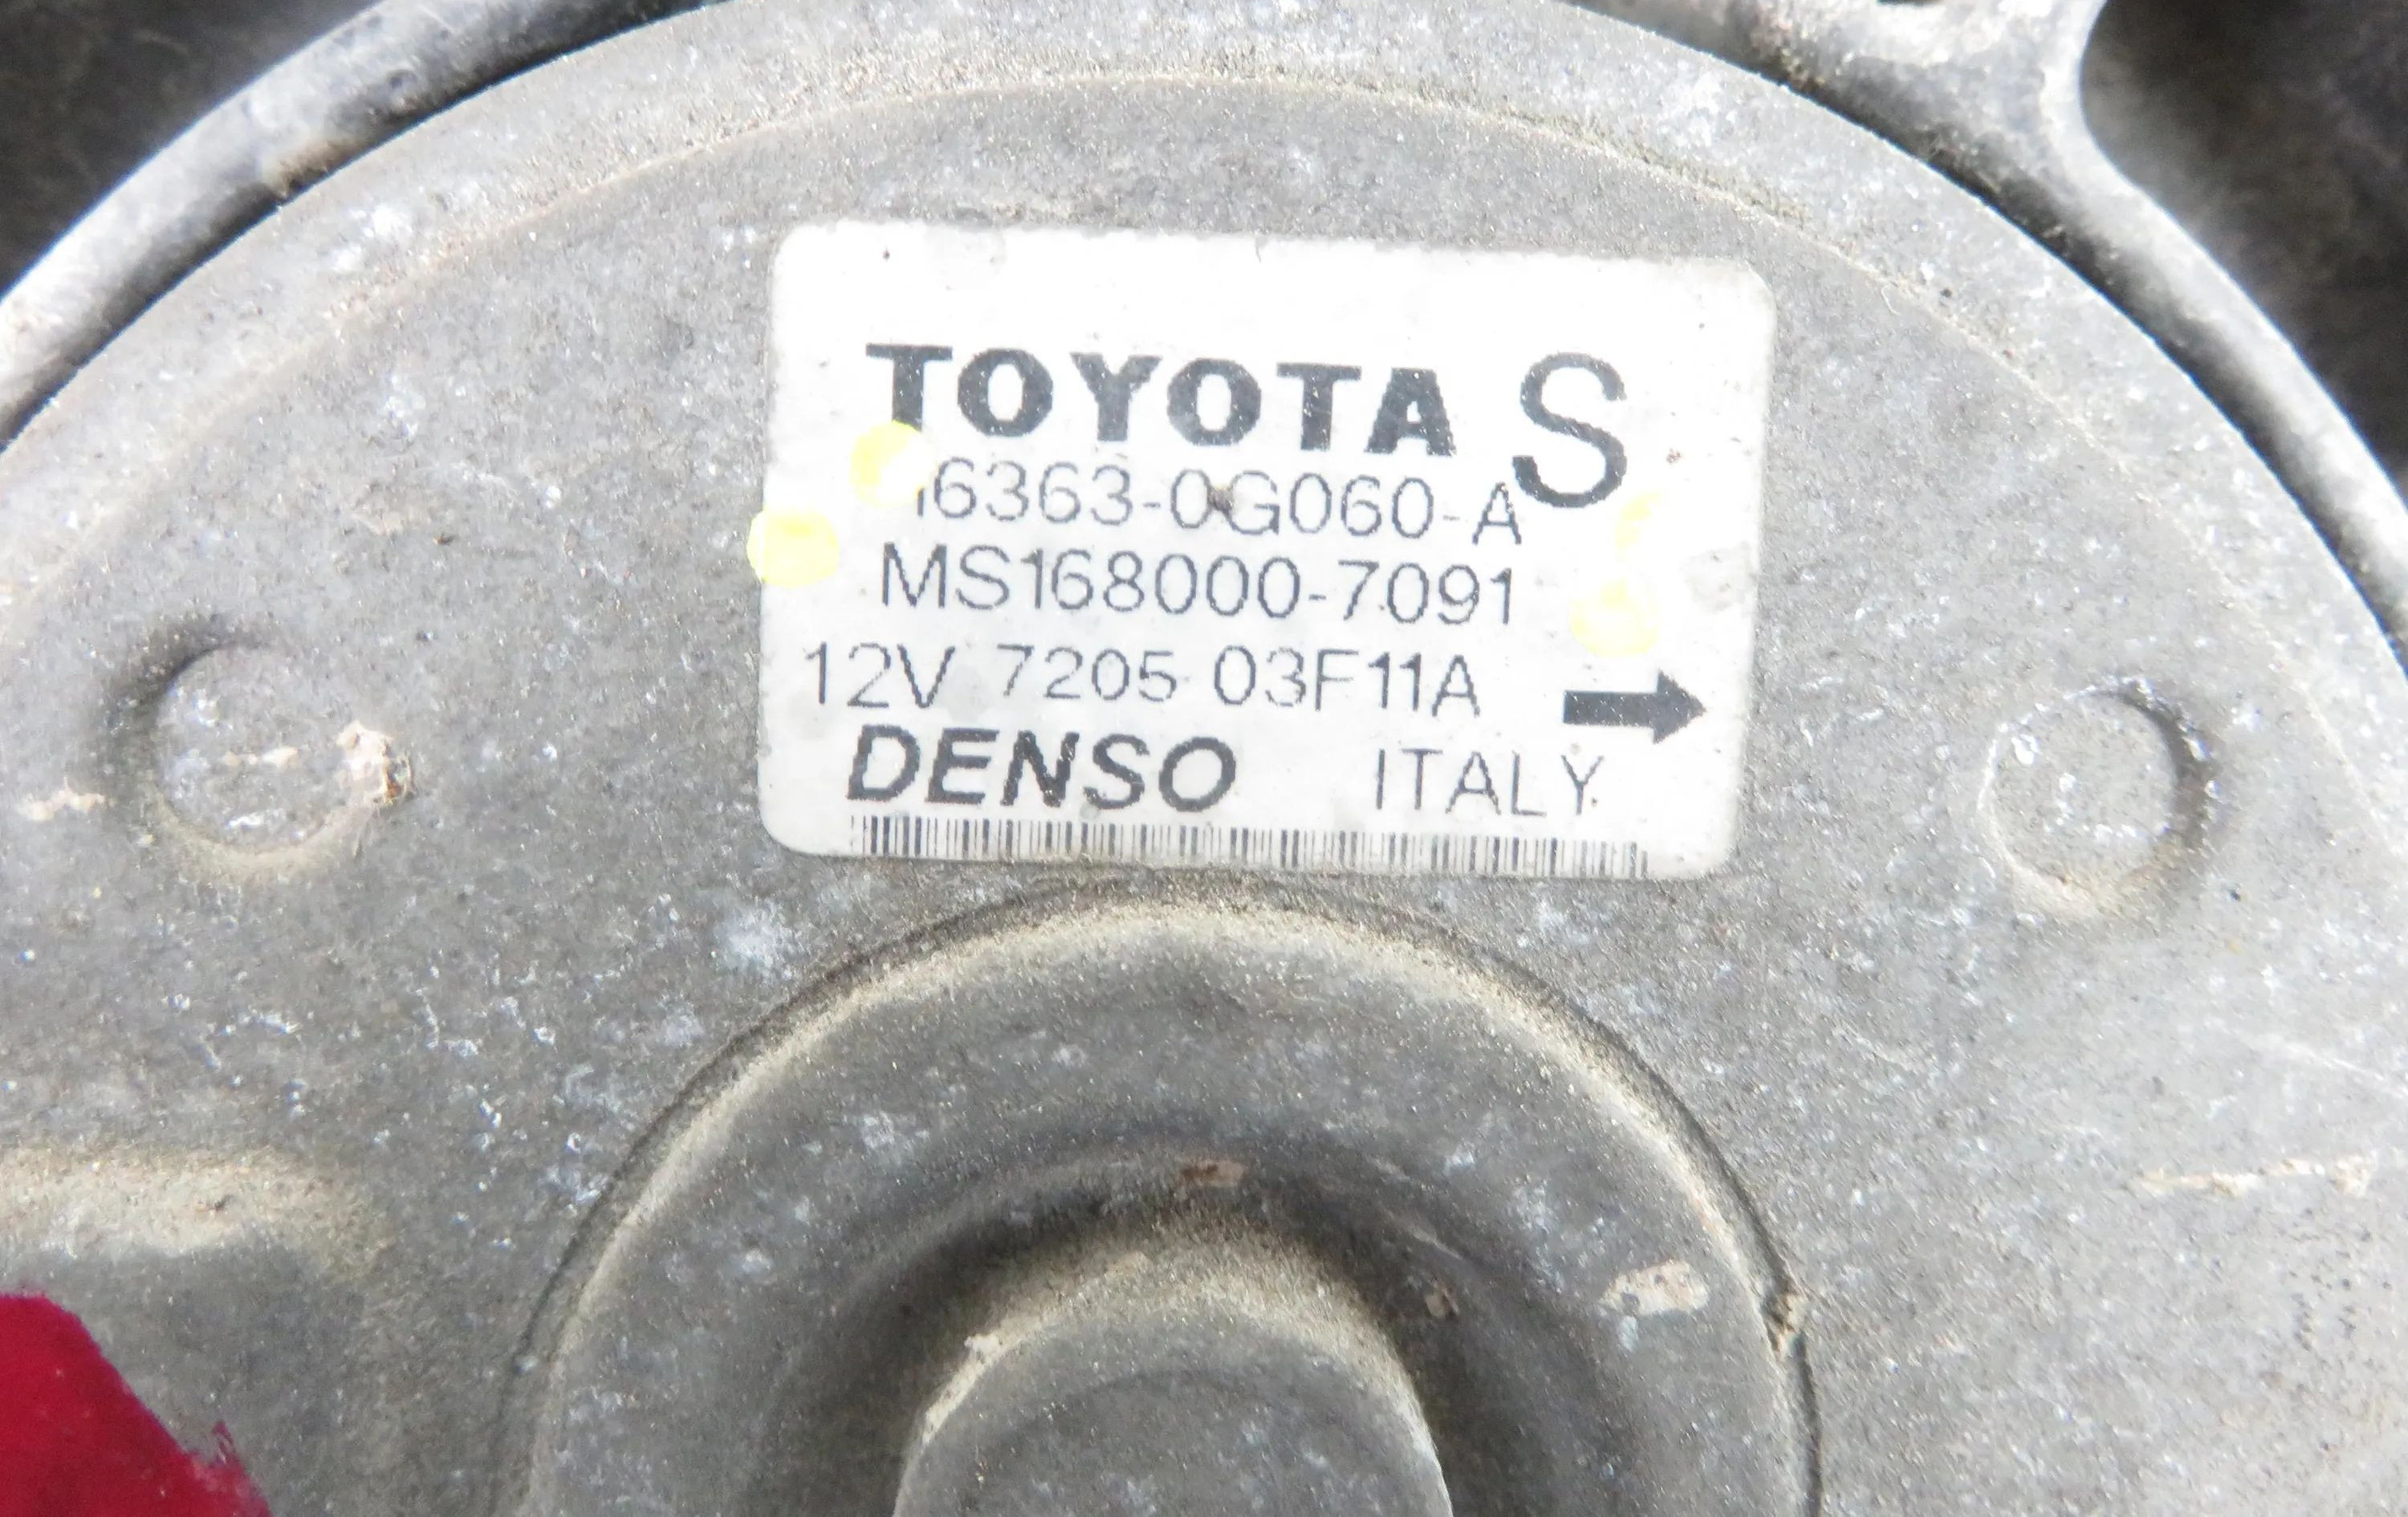 TOYOTA S
16363-0G060-A
MS168000-7091
12V 7205 03F11A
DENSO ITALY